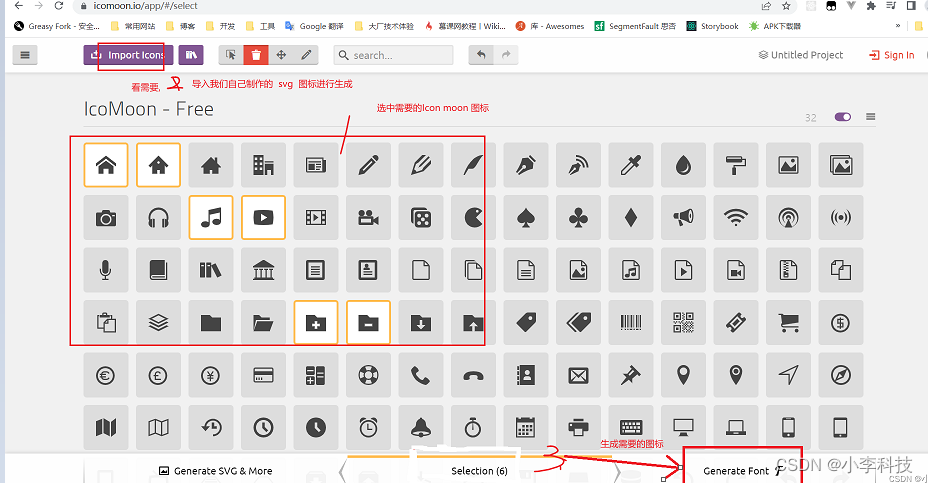 icomoon.io/app/#/select
Greasy Fork - 安全...
常用网站
搏客
开发
工具
Google 翻译
大厂技术体验
慕课网教程 | Wiki...
库 - Awesomes
SegmentFault 思否
Storybook
APK下载器
»
Import Icons
search...
Untitled Project
Sign In
看需要,
2
导入我们自己制作的 svg 图标进行生成
选中需要的Icon moon 图标
IcoMoon - Free
32
生成需要的图标
3
Generate SVG & More
Selection (6)
Generate Font
CSDN @小李科技